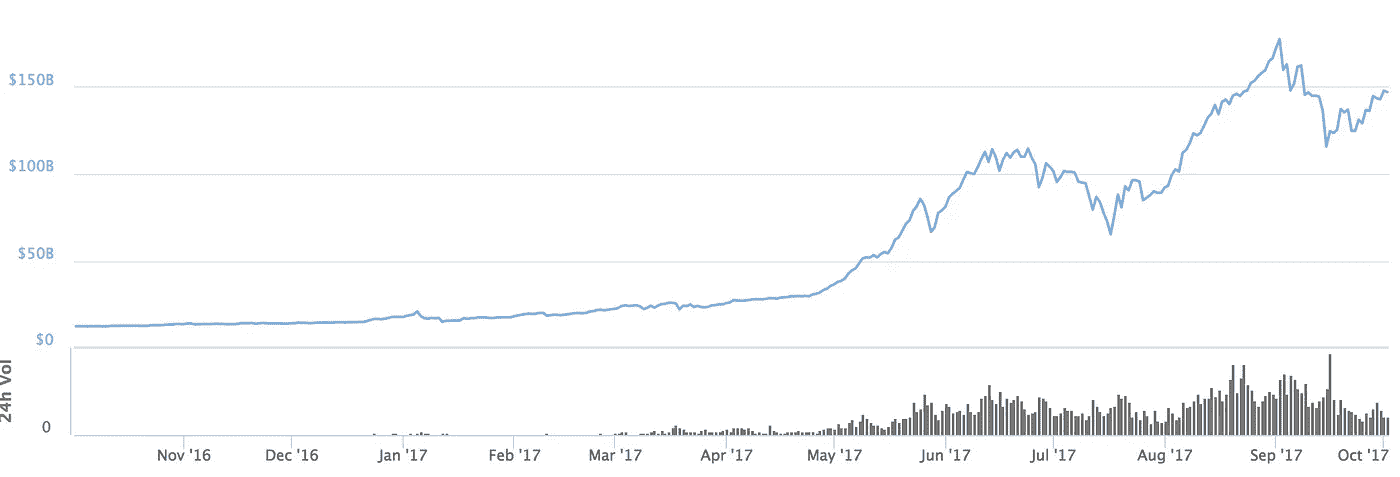 $150B
$100B
$50B
$0
24h Vol
0
Nov '16 Dec '16 Jan '17 Feb '17 Mar '17 Apr '17 May '17 Jun '17 Jul '17 Aug '17 Sep '17 Oct '17